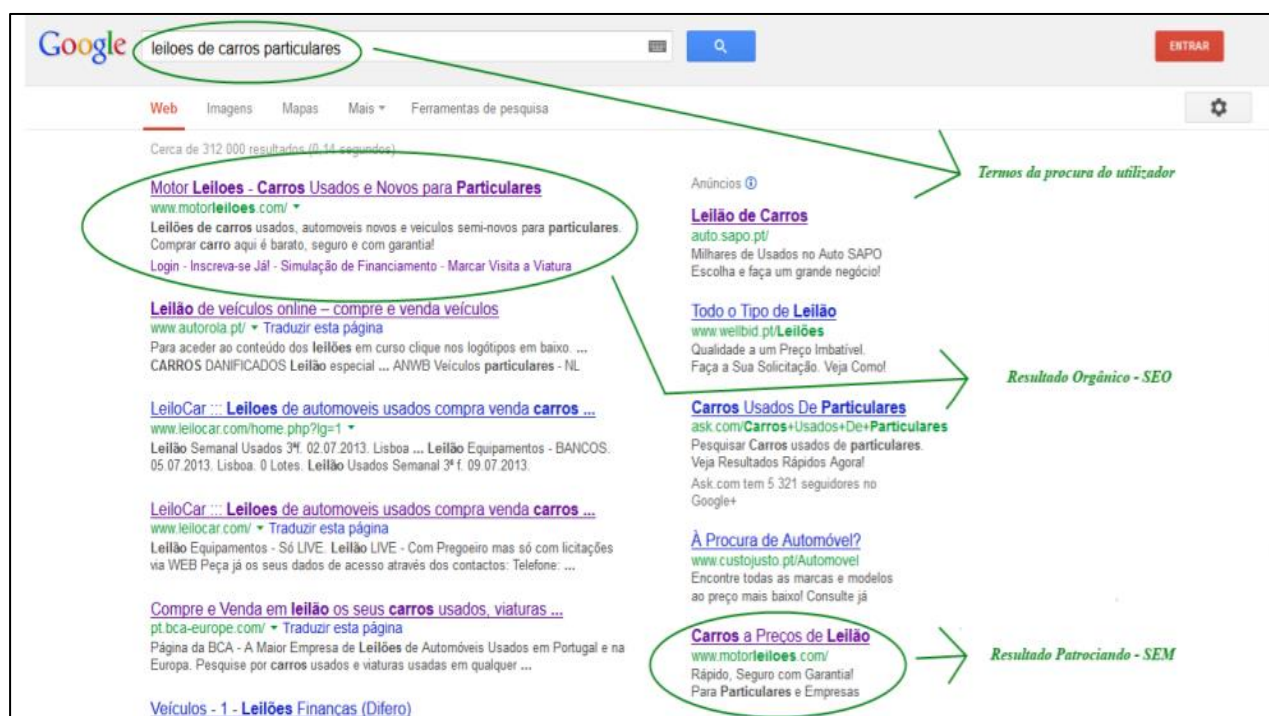 Google
leiloes de carros particulares
ENTRAR
Web Imagens Mapas Mais Ferramentas de pesquisa
Cerca de 312 000 resultados (0,14 segundos)
Motor Leiloes - Carros Usados e Novos para Particulares
www.motorleiloes.com/
Leilões de carros usados, automoveis novos e veiculos semi-novos para particulares.
Comprar carro aqui é barato, seguro e com garantia!
Login - Inscreva-se Já! - Simulação de Financiamento - Marcar Visita a Viatura
Leilão de veículos online – compre e venda veículos
www.autorola.pt/ Traduzir esta página
Para aceder ao conteúdo dos leilões em curso clique nos logótipos em baixo. ...
CARROS DANIFICADOS Leilão especial ... ANWB Veículos particulares - NL
LeiloCar ::: Leiloes de automoveis usados compra venda carros ...
www.leilocar.com/home.php?lg=1
Leilão Semanal Usados 3ªf. 02.07.2013. Lisboa ... Leilão Equipamentos - BANCOS.
05.07.2013. Lisboa. 0 Lotes. Leilão Usados Semanal 3ª f. 09.07.2013.
LeiloCar ::: Leiloes de automoveis usados compra venda carros ...
www.leilocar.com/ Traduzir esta página
Leilão Equipamentos - Só LIVE. Leilão LIVE - Com Pregoeiro mas só com licitações
via WEB Peça já os seus dados de acesso através dos contactos: Telefone: ...
Compre e Venda em leilão os seus carros usados, viaturas ...
pt.bca-europe.com/ Traduzir esta página
Página da BCA - A Maior Empresa de Leilões de Automóveis Usados em Portugal e na
Europa. Pesquise por carros usados e viaturas usadas em qualquer ...
Veículos - 1 - Leilões Finanças (Difero)
Anúncios
Leilão de Carros
auto.sapo.pt/
Milhares de Usados no Auto SAPO
Escolha e faça um grande negócio!
Todo o Tipo de Leilão
www.wellbid.pt/Leilões
Qualidade a um Preço Imbatível.
Faça a Sua Solicitação. Veja Como!
Carros Usados De Particulares
ask.com/Carros+Usados+De+Particulares
Pesquisar Carros usados de particulares.
Veja Resultados Rápidos Agora!
Ask.com tem 5 321 seguidores no
Google+
À Procura de Automóvel?
www.custojusto.pt/Automovel
Encontre todas as marcas e modelos
ao preço mais baixo! Consulte já
Carros a Preços de Leilão
www.motorleiloes.com/
Rápido, Seguro com Garantia!
Para Particulares e Empresas
Termos da procura do utilizador
Resultado Orgânico - SEO
Resultado Patrociando - SEM